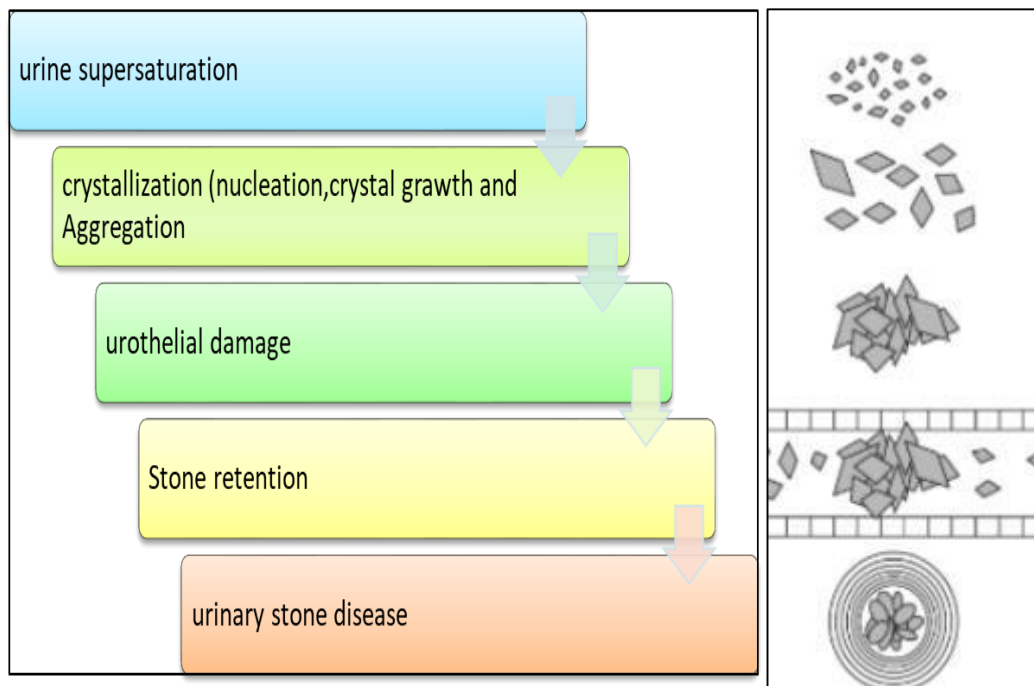 urine supersaturation
crystallization (nucleation,crystal grawth and
Aggregation
urothelial damage
Stone retention
urinary stone disease